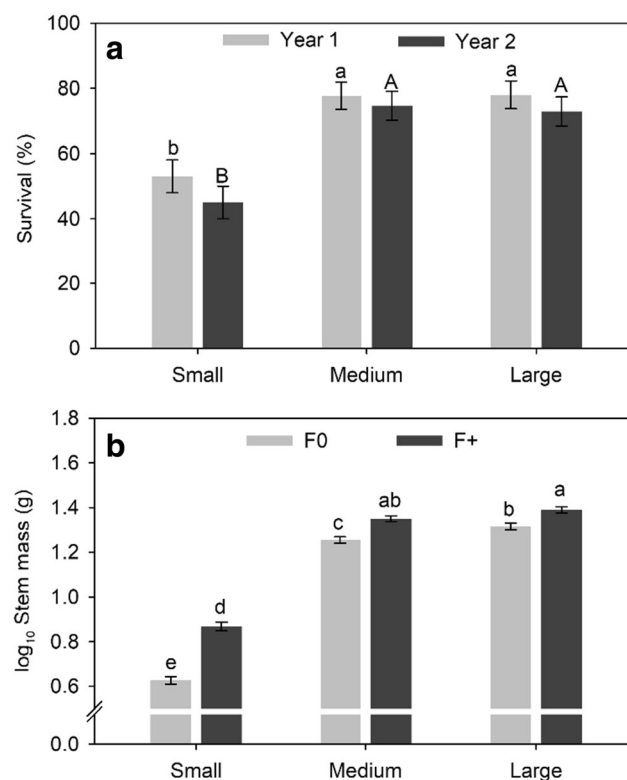 a
Year 1 Year 2
Survival (%)
100
80
60
40
20
0
b
B
a
A
a
A
Small Medium Large
b
F0 F+
log10 Stem mass (g)
1.8
1.6
1.4
1.2
1.0
0.8
0.6
0.0
e
d
c
ab
b
a
Small Medium Large